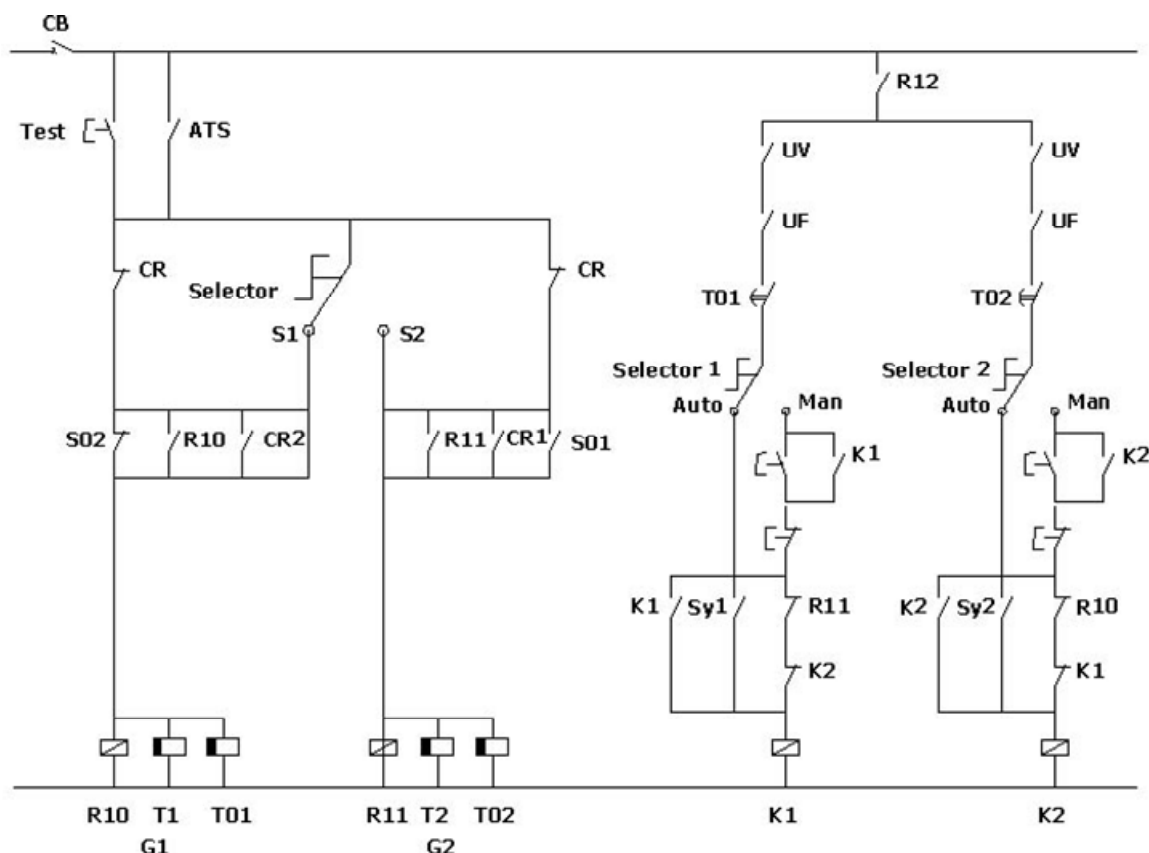 CB
R12
Test
ATS
UV
UV
UF
UF
CR
CR
Selector
T01
T02
S1
S2
Selector 1
Selector 2
Auto
Man
Auto
Man
S02
R10
CR2
R11
CR1
S01
K1
K2
K1
Sy1
R11
K2
Sy2
R10
K2
K1
R10
T1
T01
R11
T2
T02
K1
K2
G1
G2